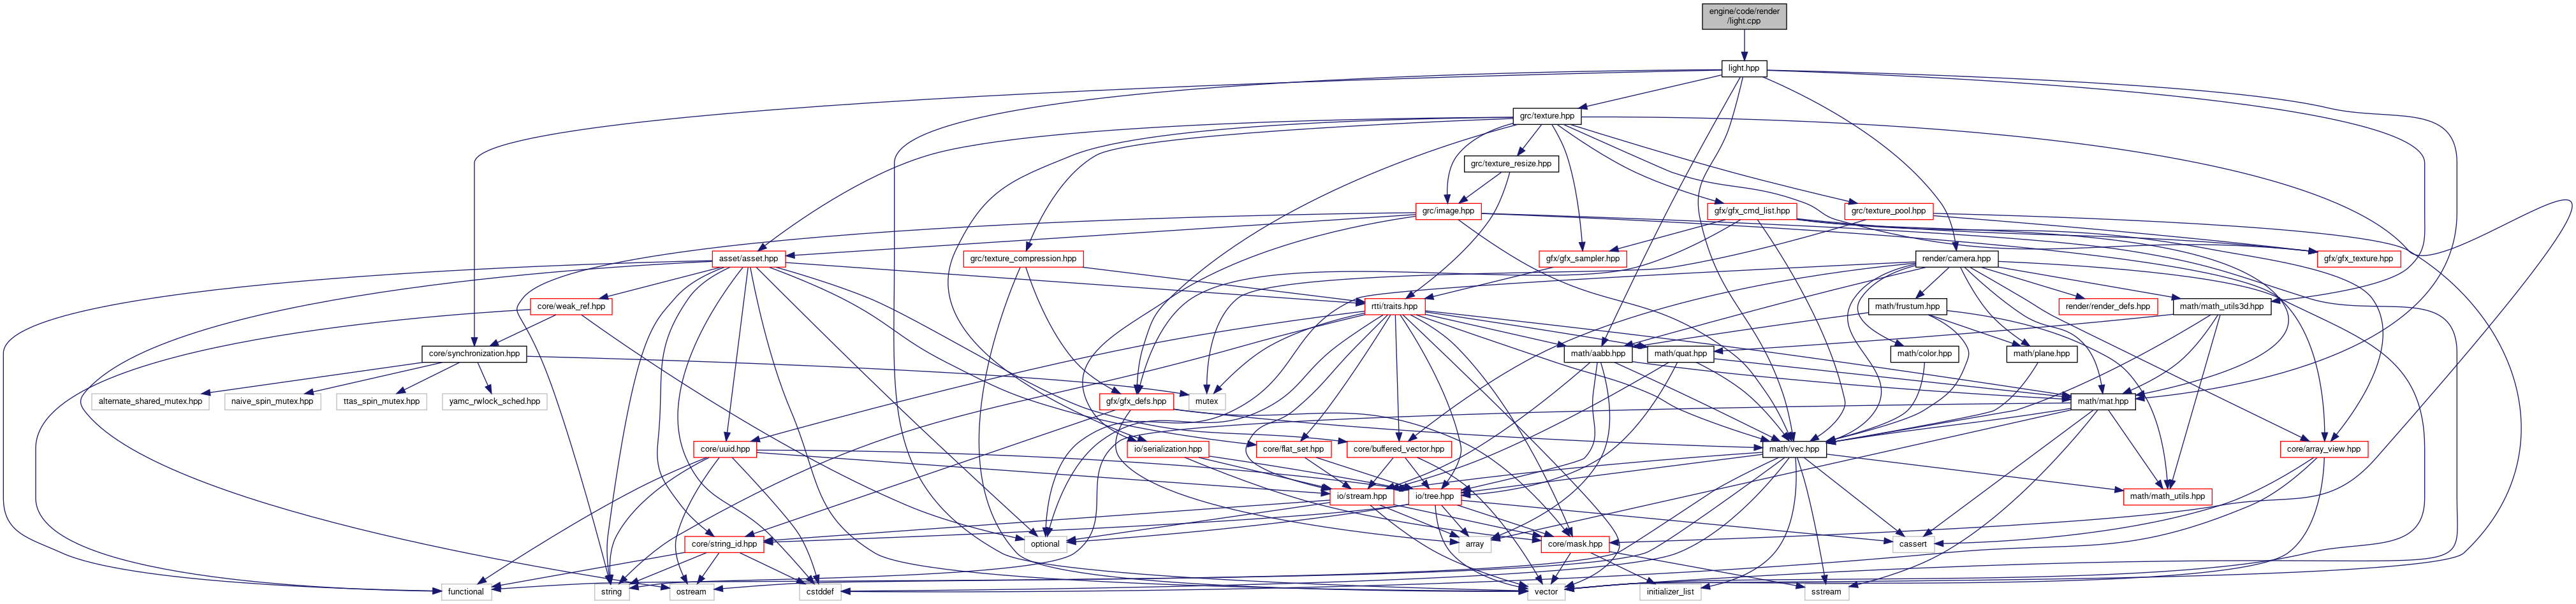 engine/code/render
/light.cpp
light.hpp
grc/texture.hpp
grc/texture_resize.hpp
grc/image.hpp
gfx/gfx_cmd_list.hpp
grc/texture_pool.hpp
asset/asset.hpp
grc/texture_compression.hpp
gfx/gfx_sampler.hpp
render/camera.hpp
gfx/gfx_texture.hpp
core/weak_ref.hpp
rtti/traits.hpp
math/frustum.hpp
render/render_defs.hpp
math/math_utils3d.hpp
core/synchronization.hpp
math/aabb.hpp
math/quat.hpp
math/color.hpp
math/plane.hpp
alternate_shared_mutex.hpp
naive_spin_mutex.hpp
ttas_spin_mutex.hpp
yamc_rwlock_sched.hpp
mutex
gfx/gfx_defs.hpp
math/mat.hpp
core/uuid.hpp
io/serialization.hpp
core/flat_set.hpp
core/buffered_vector.hpp
math/vec.hpp
core/array_view.hpp
io/stream.hpp
io/tree.hpp
math/math_utils.hpp
core/string_id.hpp
optional
array
core/mask.hpp
cassert
functional
string
ostream
cstddef
vector
initializer_list
sstream